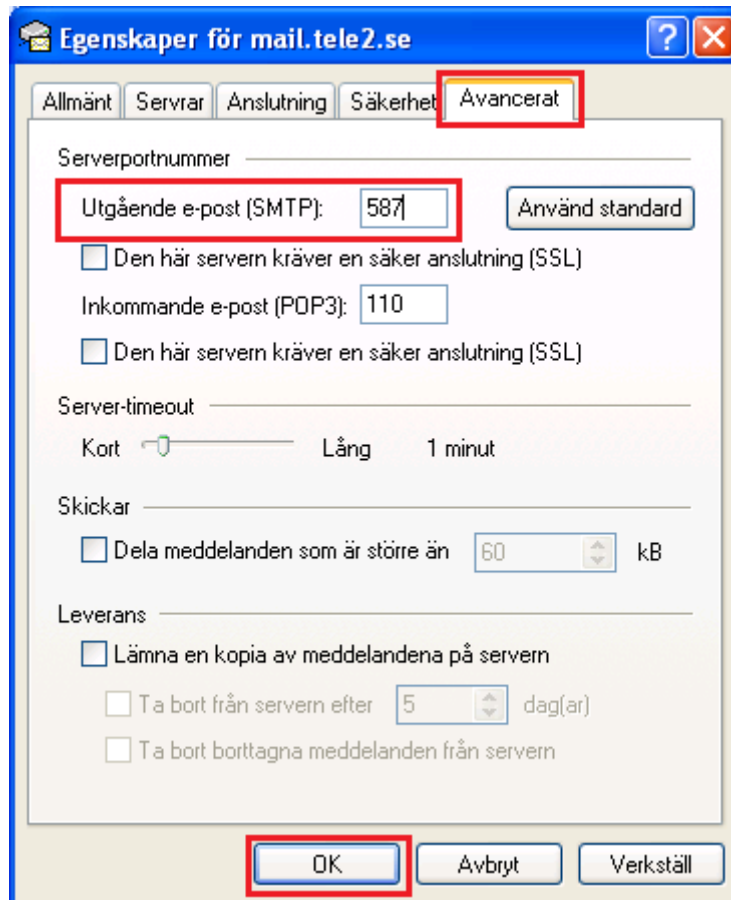 Egenskaper för mail.tele2.se
Allmänt Servrar Anslutning Säkerhet Avancerat
Serverportnummer
Utgående e-post (SMTP): 587 Använd standard
Den här servern kräver en säker anslutning (SSL)
Inkommande e-post (POP3): 110
Den här servern kräver en säker anslutning (SSL)
Server-timeout
Kort Lång 1 minut
Skickar
Dela meddelanden som är större än 60 kB
Leverans
Lämna en kopia av meddelandena på servern
Ta bort från servern efter 5 dag(ar)
Ta bort borttagna meddelanden från servern
OK Avbryt Verkställ